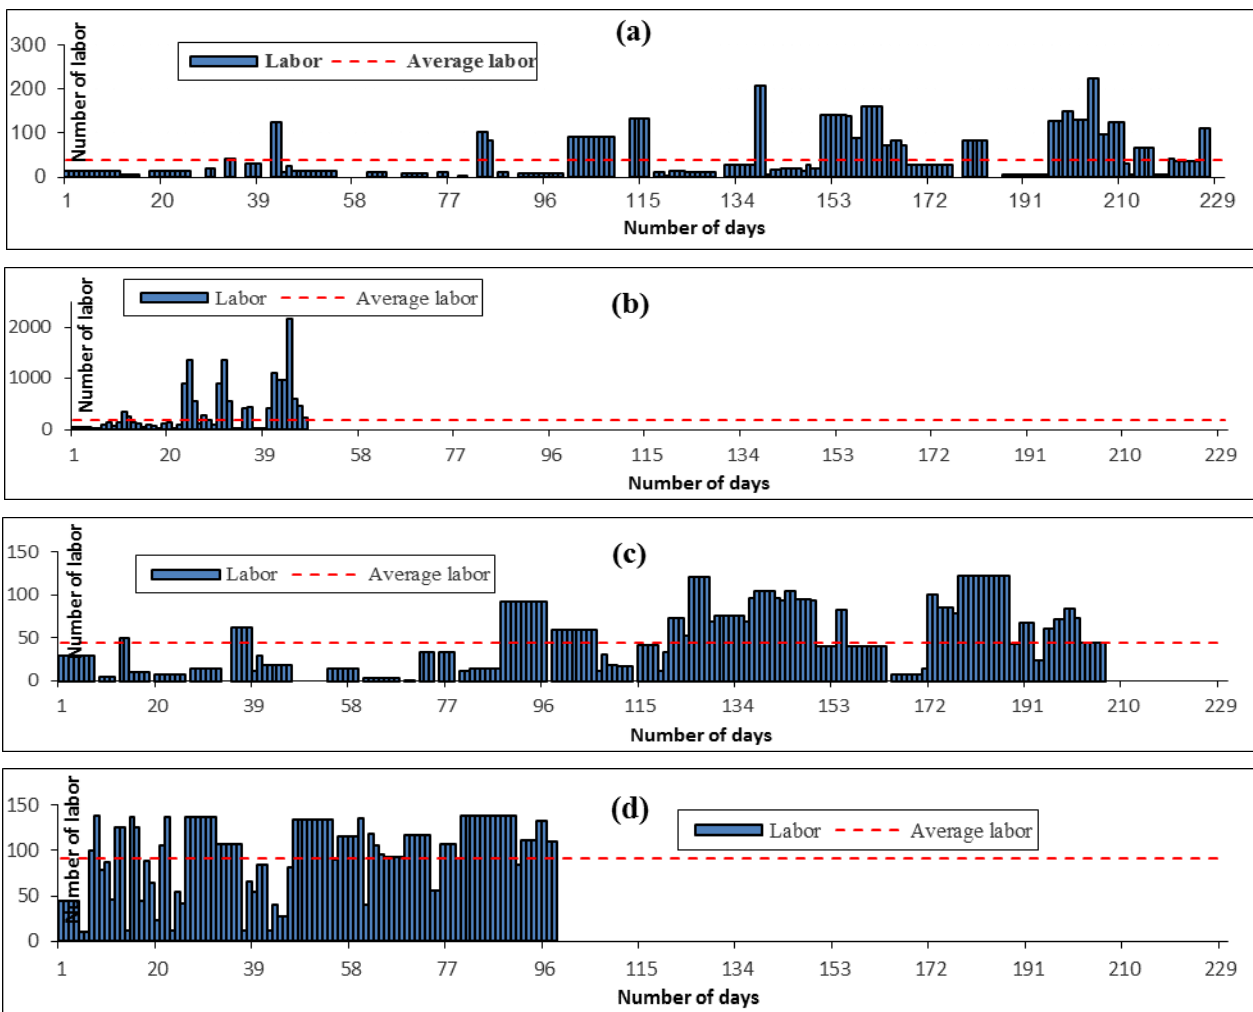 (a)
Number of labor
Labor Average labor
300
200
100
0
1 20 39 58 77 96 115 134 153 172 191 210 229
Number of days
(b)
Number of labor
Labor Average labor
2000
1000
0
1 20 39 58 77 96 115 134 153 172 191 210 229
Number of days
(c)
Number of labor
Labor Average labor
150
100
50
0
1 20 39 58 77 96 115 134 153 172 191 210 229
Number of days
(d)
Number of labor
Labor Average labor
150
100
50
0
1 20 39 58 77 96 115 134 153 172 191 210 229
Number of days